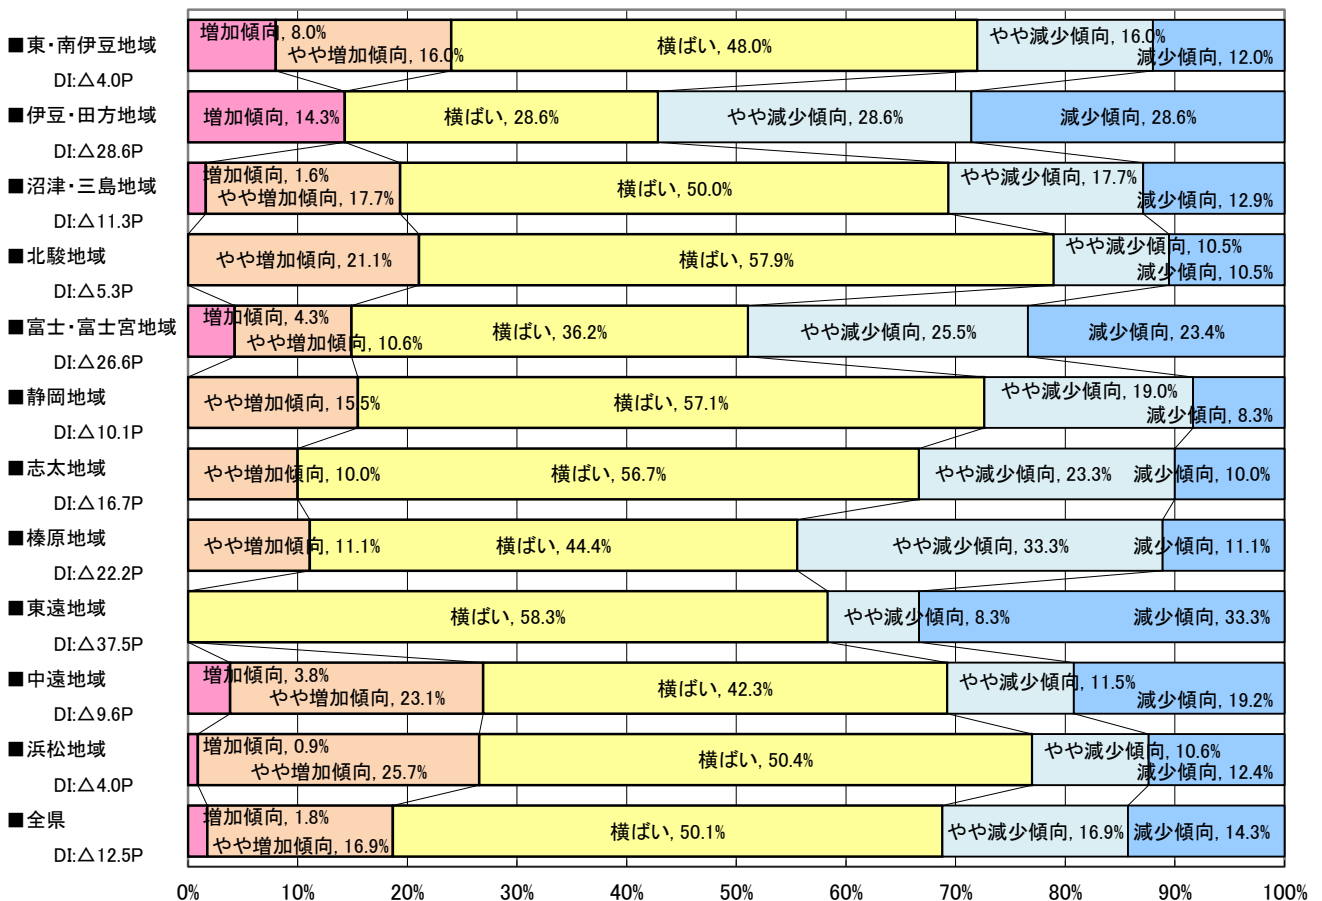 ■東・南伊豆地域
DI:△4.0P
増加傾向, 8.0%
やや増加傾向, 16.0%
横ばい, 48.0%
やや減少傾向, 16.0%
減少傾向, 12.0%
■伊豆・田方地域
DI:△28.6P
増加傾向, 14.3%
横ばい, 28.6%
やや減少傾向, 28.6%
減少傾向, 28.6%
■沼津・三島地域
DI:△11.3P
増加傾向, 1.6%
やや増加傾向, 17.7%
横ばい, 50.0%
やや減少傾向, 17.7%
減少傾向, 12.9%
■北駿地域
DI:△5.3P
やや増加傾向, 21.1%
横ばい, 57.9%
やや減少傾向, 10.5%
減少傾向, 10.5%
■富士・富士宮地域
DI:△26.6P
増加傾向, 4.3%
やや増加傾向, 10.6%
横ばい, 36.2%
やや減少傾向, 25.5%
減少傾向, 23.4%
■静岡地域
DI:△10.1P
やや増加傾向, 15.5%
横ばい, 57.1%
やや減少傾向, 19.0%
減少傾向, 8.3%
■志太地域
DI:△16.7P
やや増加傾向, 10.0%
横ばい, 56.7%
やや減少傾向, 23.3%
減少傾向, 10.0%
■榛原地域
DI:△22.2P
やや増加傾向, 11.1%
横ばい, 44.4%
やや減少傾向, 33.3%
減少傾向, 11.1%
■東遠地域
DI:△37.5P
横ばい, 58.3%
やや減少傾向, 8.3%
減少傾向, 33.3%
■中遠地域
DI:△9.6P
増加傾向, 3.8%
やや増加傾向, 23.1%
横ばい, 42.3%
やや減少傾向, 11.5%
減少傾向, 19.2%
■浜松地域
DI:△4.0P
増加傾向, 0.9%
やや増加傾向, 25.7%
横ばい, 50.4%
やや減少傾向, 10.6%
減少傾向, 12.4%
■全県
DI:△12.5P
増加傾向, 1.8%
やや増加傾向, 16.9%
横ばい, 50.1%
やや減少傾向, 16.9%
減少傾向, 14.3%
0% 10% 20% 30% 40% 50% 60% 70% 80% 90% 100%